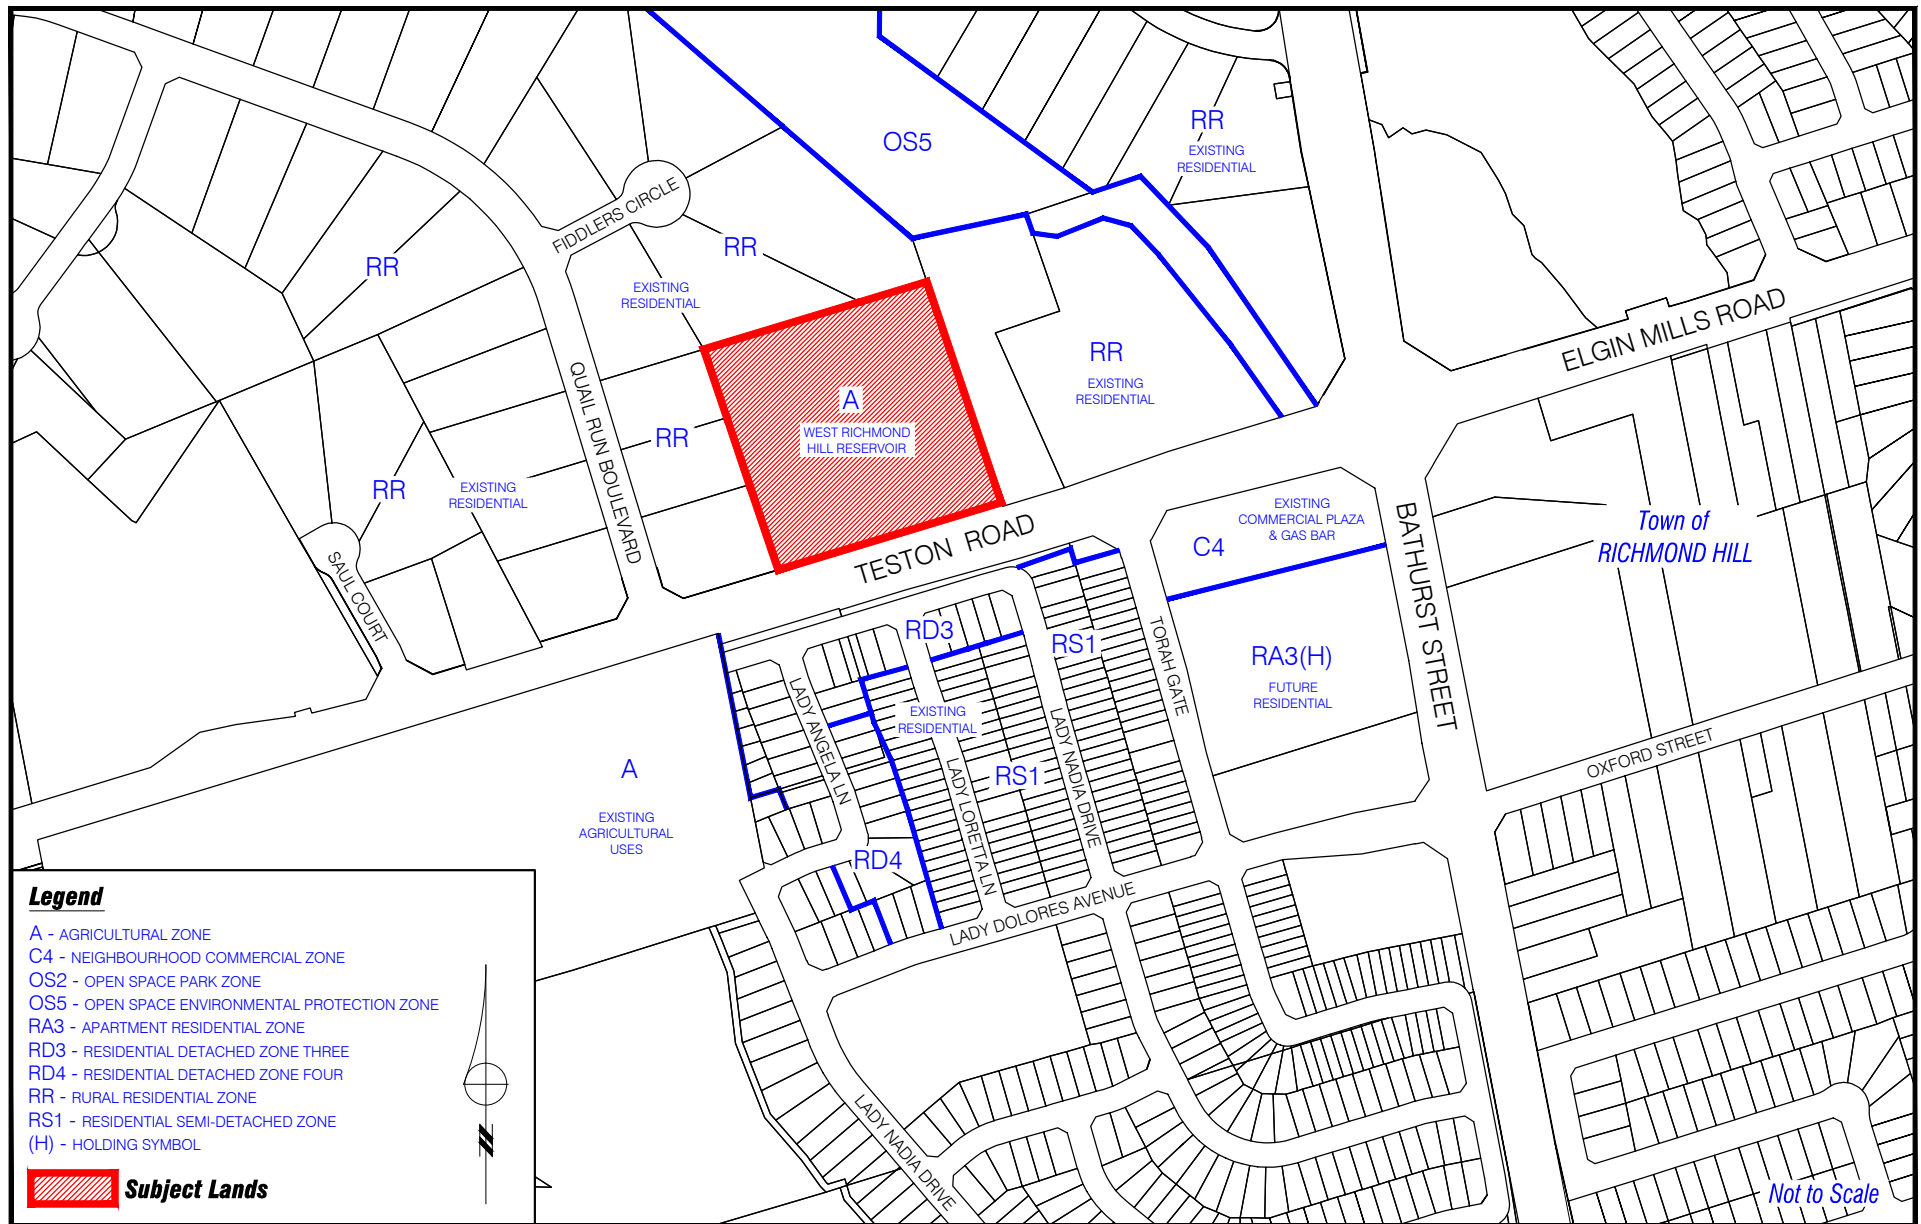 OS5
RR
EXISTING
RESIDENTIAL
FIDDLERS CIRCLE
RR
RR
EXISTING
RESIDENTIAL
ELGIN MILLS ROAD
RR
EXISTING
RESIDENTIAL
QUAIL RUN BOULEVARD
A
WEST RICHMOND
HILL RESERVOIR
RR
RR
EXISTING
RESIDENTIAL
EXISTING
COMMERCIAL PLAZA
& GAS BAR
C4
BATHURST STREET
Town of
RICHMOND HILL
TESTON ROAD
SAUL COURT
RD3
RS1
TORAH GATE
RA3(H)
FUTURE
RESIDENTIAL
LADY ANGELA LN
EXISTING
RESIDENTIAL
LADY NADIA DRIVE
RS1
LADY LORETTA LN
OXFORD STREET
A
EXISTING
AGRICULTURAL
USES
RD4
LADY DOLORES AVENUE
LADY NADIA DRIVE
Legend
A - AGRICULTURAL ZONE
C4 - NEIGHBOURHOOD COMMERCIAL ZONE
OS2 - OPEN SPACE PARK ZONE
OS5 - OPEN SPACE ENVIRONMENTAL PROTECTION ZONE
RA3 - APARTMENT RESIDENTIAL ZONE
RD3 - RESIDENTIAL DETACHED ZONE THREE
RD4 - RESIDENTIAL DETACHED ZONE FOUR
RR - RURAL RESIDENTIAL ZONE
RS1 - RESIDENTIAL SEMI-DETACHED ZONE
(H) - HOLDING SYMBOL
Subject Lands
Not to Scale